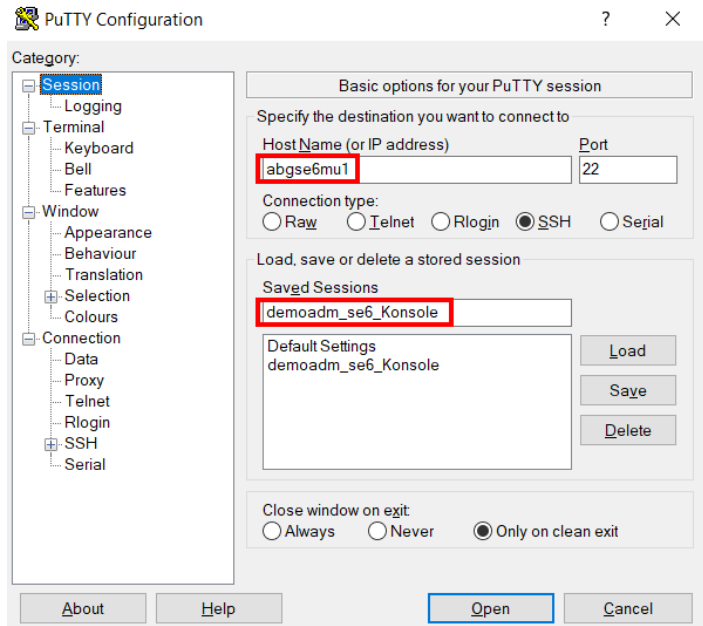 PuTTY Configuration
?
Category:
Session
Logging
Terminal
Keyboard
Bell
Features
Window
Appearance
Behaviour
Translation
Selection
Colours
Connection
Data
Proxy
Telnet
Rlogin
SSH
Serial
Basic options for your PuTTY session
Specify the destination you want to connect to
Host Name (or IP address) Port
abgse6mu1 22
Connection type:
Raw Telnet Rlogin SSH Serial
Load, save or delete a stored session
Saved Sessions
demoadm_se6_Konsole
Default Settings
demoadm_se6_Konsole
Load
Save
Delete
Close window on exit:
Always Never Only on clean exit
About Help Open Cancel